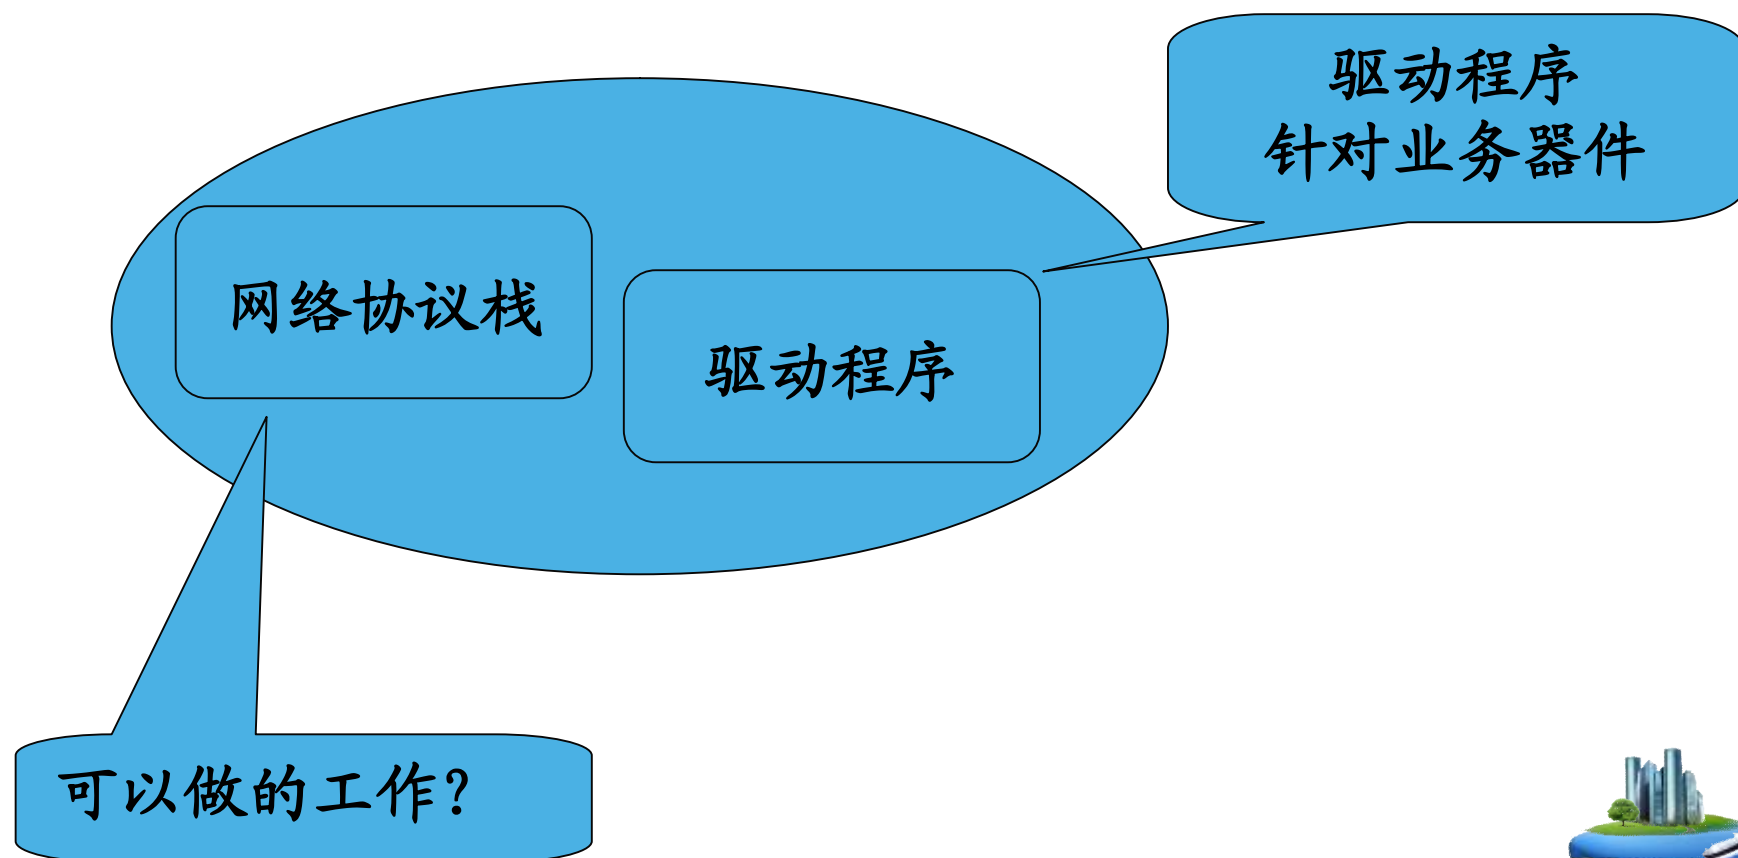 驱动程序
针对业务器件
网络协议栈
驱动程序
可以做的工作?